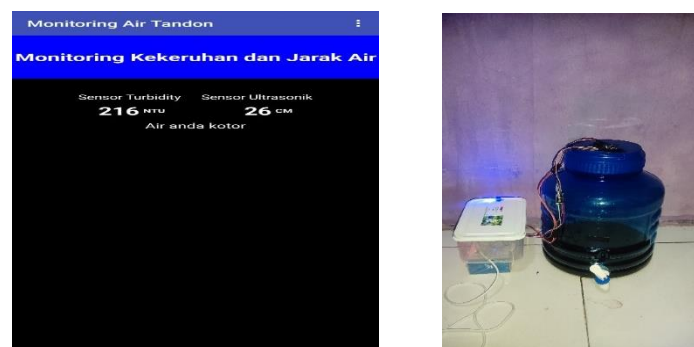 Monitoring Air Tandon
Monitoring Kekeruhan dan Jarak Air
Sensor Turbidity Sensor Ultrasonik
216 NTU 26 CM
Air anda kotor